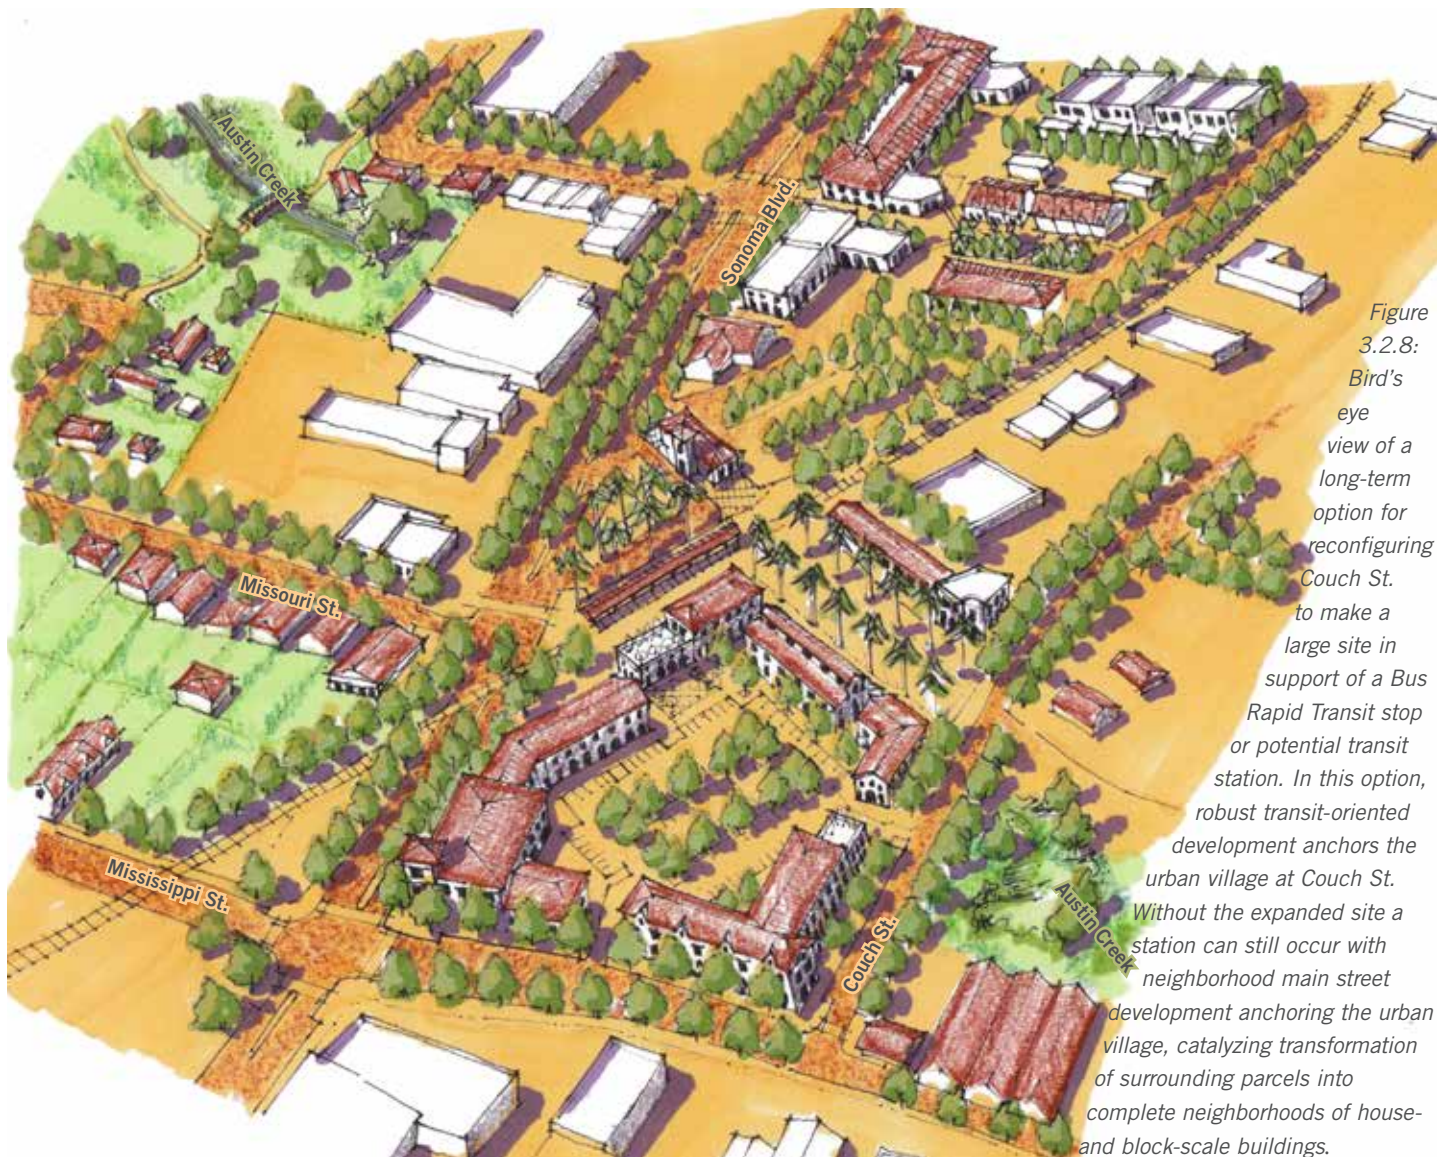 Austin Creek
Sonoma Blvd.
Missouri St.
Mississippi St.
Couch St.
Austin Creek
Figure
3.2.8:
Bird's
eye
view of a
long-term
option for
reconfiguring
Couch St.
to make a
large site in
support of a Bus
Rapid Transit stop
or potential transit
station. In this option,
robust transit-oriented
development anchors the
urban village at Couch St.
Without the expanded site a
station can still occur with
neighborhood main street
development anchoring the urban
village, catalyzing transformation
of surrounding parcels into
complete neighborhoods of house-
and block-scale buildings.